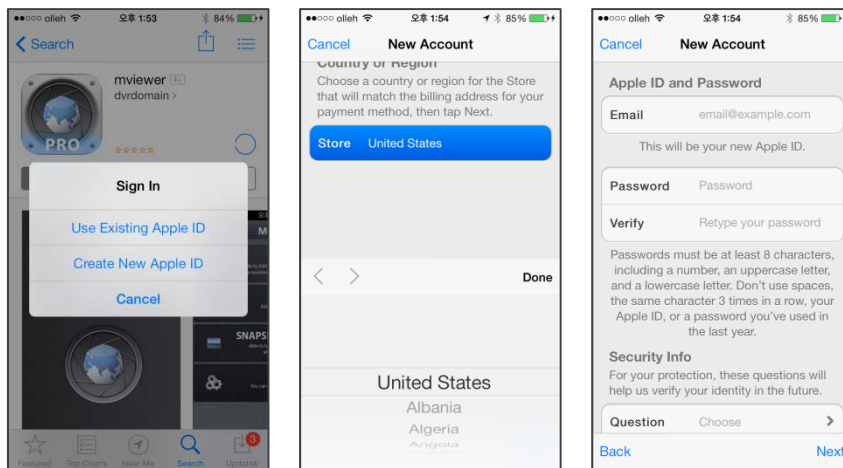 olleh 오후 1:53 84%
Search
mviewer 4+
dvrdomain >
PRO
Sign In
Use Existing Apple ID
Create New Apple ID
Cancel
SNAPS
Featured Top Charts Near Me Search Updates
3
olleh 오후 1:54 85%
Cancel New Account
Country or Region
Choose a country or region for the Store
that will match the billing address for your
payment method, then tap Next.
Store United States
Done
United States
Albania
Algeria
Angola
olleh 오후 1:54 85%
Cancel New Account
Apple ID and Password
Email email@example.com
This will be your new Apple ID.
Password Password
Verify Retype your password
Passwords must be at least 8 characters,
including a number, an uppercase letter,
and a lowercase letter. Don't use spaces,
the same character 3 times in a row, your
Apple ID, or a password you've used in
the last year.
Security Info
For your protection, these questions will
help us verify your identity in the future.
Question Choose
Back Next